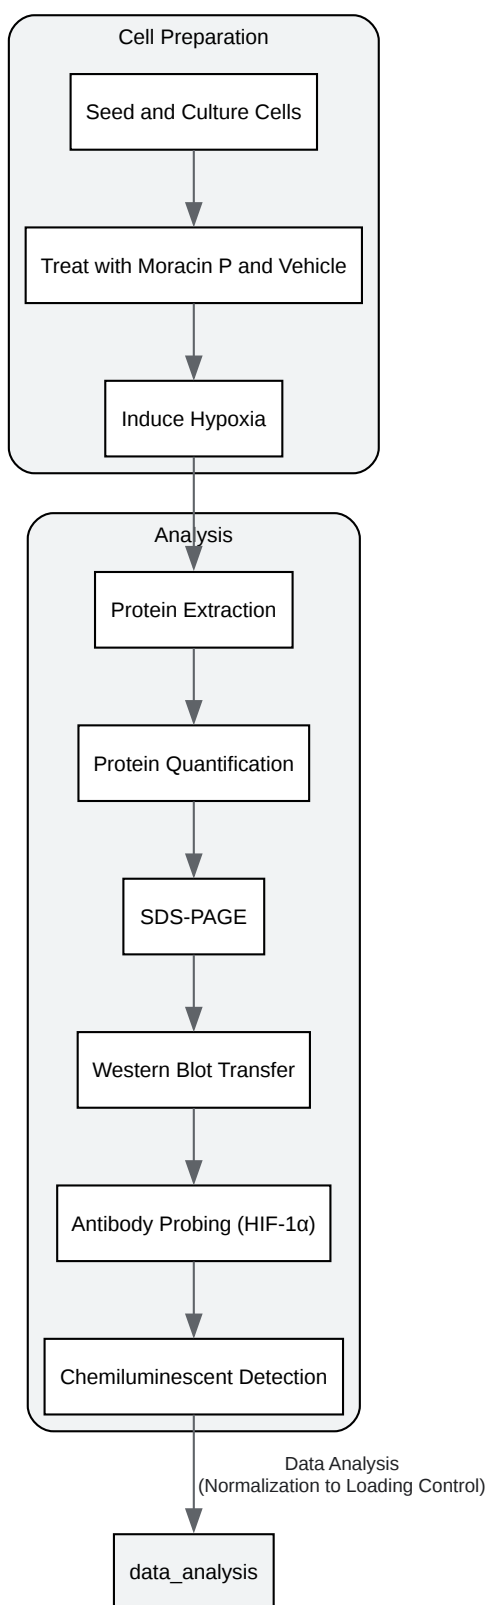 Cell Preparation
Seed and Culture Cells
Treat with Moracin P and Vehicle
Induce Hypoxia
Analysis
Protein Extraction
Protein Quantification
SDS-PAGE
Western Blot Transfer
Antibody Probing (HIF-1α)
Chemiluminescent Detection
Data Analysis
(Normalization to Loading Control)
data_analysis